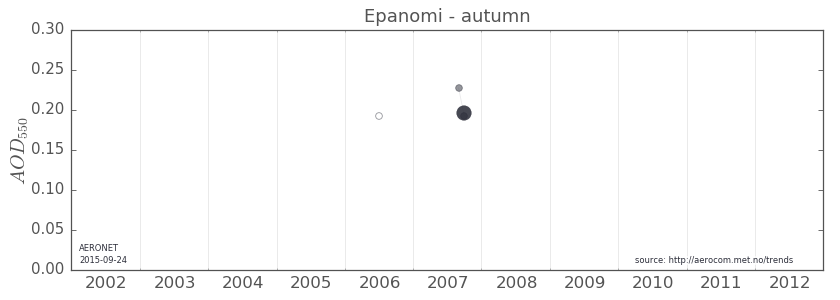 Epanomi - autumn
0.30
0.25
0.20
0.15
0.10
0.05
0.00
AOD550
AERONET
2015-09-24
source: http://aerocom.met.no/trends
2002 2003 2004 2005 2006 2007 2008 2009 2010 2011 2012